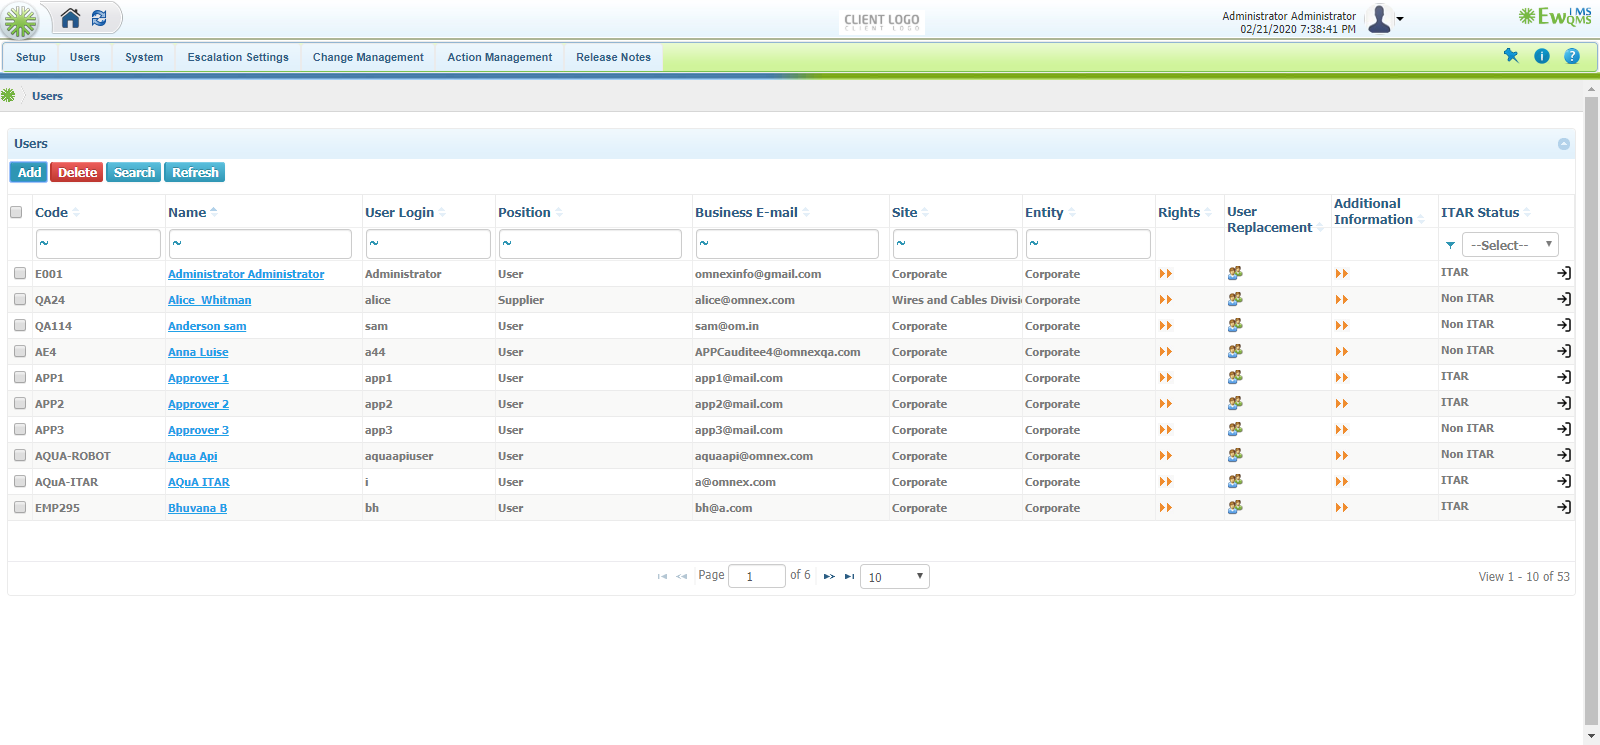 CLIENT LOGO
CLIENT LOGO
Administrator Administrator
02/21/2020 7:38:41 PM
EwQIMS
QMS
Setup Users System Escalation Settings Change Management Action Management Release Notes
Users
Users
Add Delete Search Refresh
Code Name User Login Position Business E-mail Site Entity Rights User Replacement Additional Information ITAR Status
~ ~ ~ ~ ~ ~ ~ --Select--
E001 Administrator Administrator Administrator User omnexinfo@gmail.com Corporate Corporate ITAR
QA24 Alice Whitman alice Supplier alice@omnex.com Wires and Cables Divisi Corporate Non ITAR
QA114 Anderson sam sam User sam@om.in Corporate Corporate Non ITAR
AE4 Anna Luise a44 User APPCauditee4@omnexqa.com Corporate Corporate Non ITAR
APP1 Approver 1 app1 User app1@mail.com Corporate Corporate ITAR
APP2 Approver 2 app2 User app2@mail.com Corporate Corporate ITAR
APP3 Approver 3 app3 User app3@mail.com Corporate Corporate Non ITAR
AQUA-ROBOT Aqua Api aquaapiuser User aquaapi@omnex.com Corporate Corporate Non ITAR
AQuA-ITAR AQuA ITAR i User a@omnex.com Corporate Corporate ITAR
EMP295 Bhuvana B bh User bh@a.com Corporate Corporate ITAR
Page 1 of 6 10 View 1 - 10 of 53